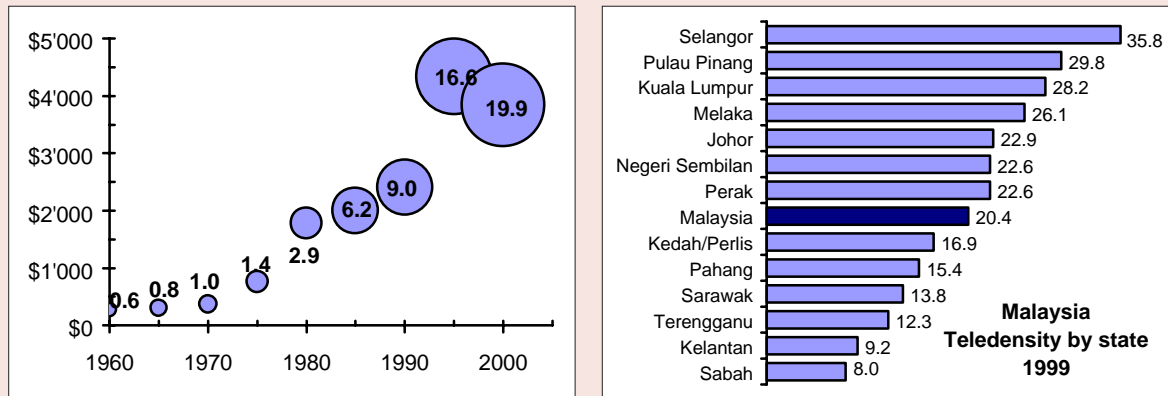 $5'000
$4'000
$3'000
$2'000
$1'000
$0
16.6
19.9
9.0
6.2
2.9
1.4
1.0
0.8
0.6
1960
1970
1980
1990
2000
Selangor 35.8
Pulau Pinang 29.8
Kuala Lumpur 28.2
Melaka 26.1
Johor 22.9
Negeri Sembilan 22.6
Perak 22.6
Malaysia 20.4
Kedah/Perlis 16.9
Pahang 15.4
Sarawak 13.8
Terengganu 12.3
Kelantan 9.2
Sabah 8.0
Malaysia
Teledensity by state
1999